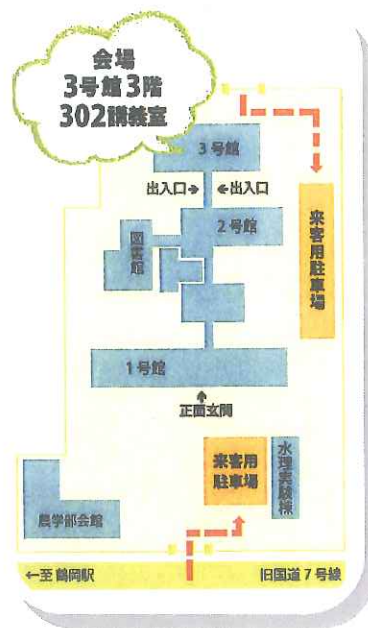 会場
3号館3階
302講義室
3号館
出入口→
←出入口
2号館
図書館
来客用駐車場
1号館
↑
正面玄関
来客用
駐車場
水理実験棟
農学部会館
←至 鶴岡駅
旧国道7号線